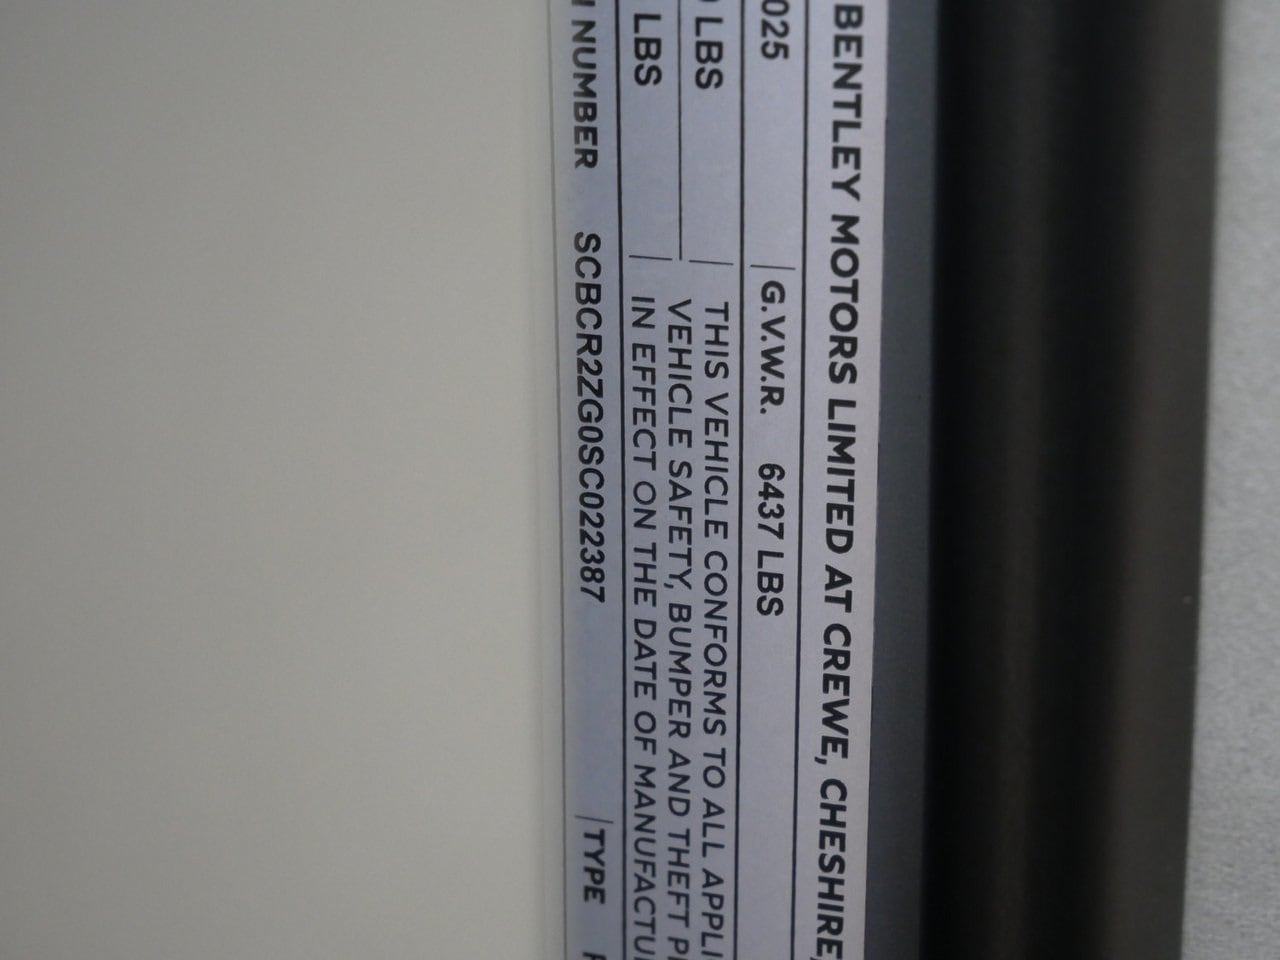 BENTLEY MOTORS LIMITED AT CREWE, CHESHIRE,
025 G.V.W.R. 6437 LBS
LBS THIS VEHICLE CONFORMS TO ALL APPLI
VEHICLE SAFETY, BUMPER AND THEFT P
LBS IN EFFECT ON THE DATE OF MANUFACTU
NUMBER SCBCR2ZG0SC022387 TYPE